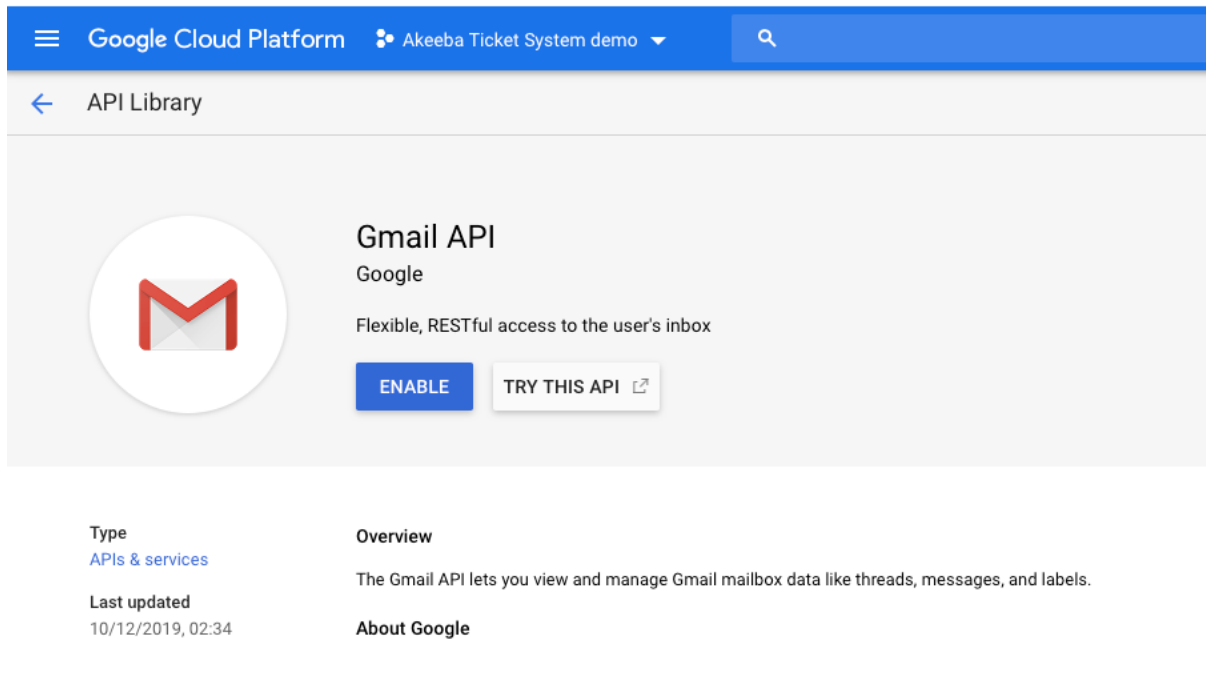 Google Cloud Platform Akeeba Ticket System demo
API Library
Gmail API
Google
Flexible, RESTful access to the user's inbox
ENABLE TRY THIS API
Type
APIs & services
Last updated
10/12/2019, 02:34
Overview
The Gmail API lets you view and manage Gmail mailbox data like threads, messages, and labels.
About Google